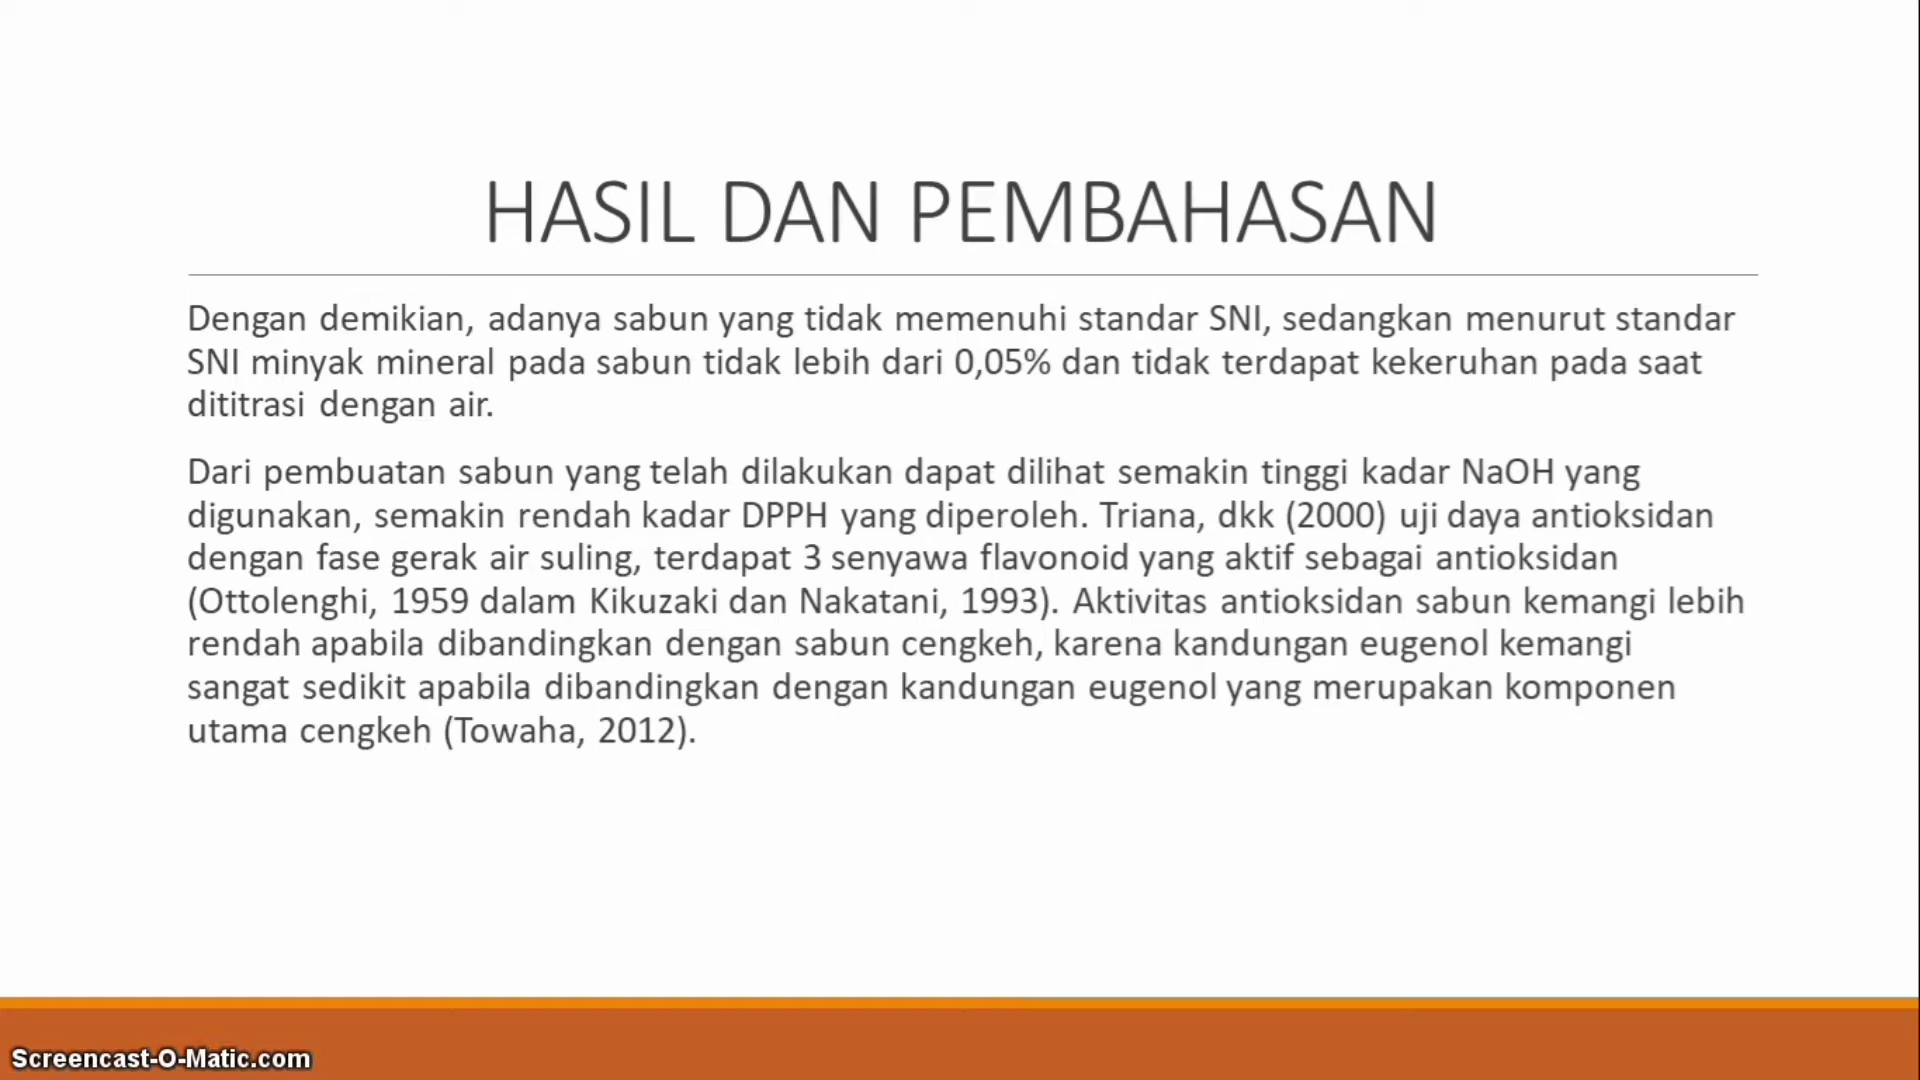 HASIL DAN PEMBAHASAN
Dengan demikian, adanya sabun yang tidak memenuhi standar SNI, sedangkan menurut standar
SNI minyak mineral pada sabun tidak lebih dari 0,05% dan tidak terdapat kekeruhan pada saat
dititrasi dengan air.
Dari pembuatan sabun yang telah dilakukan dapat dilihat semakin tinggi kadar NaOH yang
digunakan, semakin rendah kadar DPPH yang diperoleh. Triana, dkk (2000) uji daya antioksidan
dengan fase gerak air suling, terdapat 3 senyawa flavonoid yang aktif sebagai antioksidan
(Ottolenghi, 1959 dalam Kikuzaki dan Nakatani, 1993). Aktivitas antioksidan sabun kemangi lebih
rendah apabila dibandingkan dengan sabun cengkeh, karena kandungan eugenol kemangi
sangat sedikit apabila dibandingkan dengan kandungan eugenol yang merupakan komponen
utama cengkeh (Towaha, 2012).
Screencast-O-Matic.com